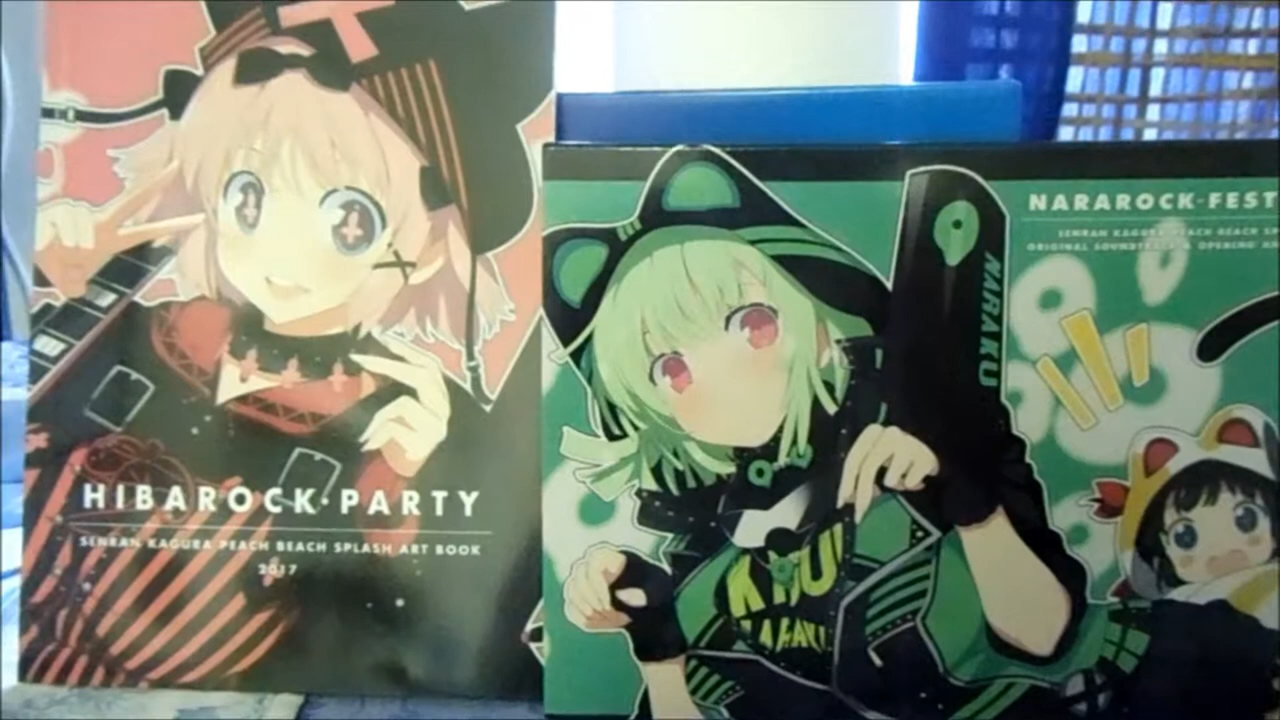 HIBAROCK·PARTY
SENRAN KAGURA PEACH BEACH SPLASH ART BOOK
2017
NARAROCK·FEST
SENRAN KAGURA PEACH BEACH SP
ORIGINAL SOUNDTRACK & OPENING
NARAKU